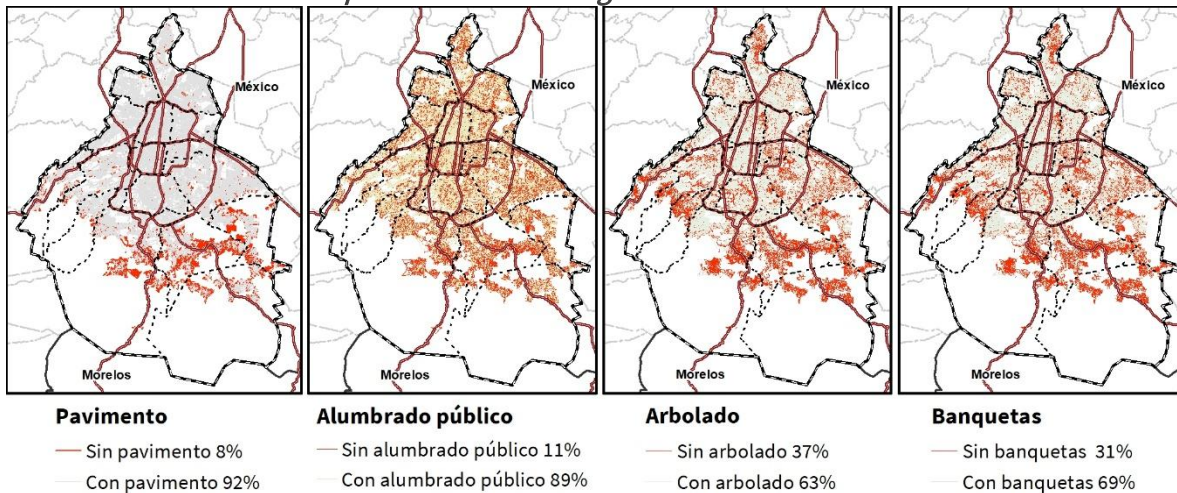 México
México
México
México
Morelos
Morelos
Morelos
Morelos
Pavimento
Sin pavimento 8%
Con pavimento 92%
Alumbrado público
Sin alumbrado público 11%
Con alumbrado público 89%
Arbolado
Sin arbolado 37%
Con arbolado 63%
Banquetas
Sin banquetas 31%
Con banquetas 69%